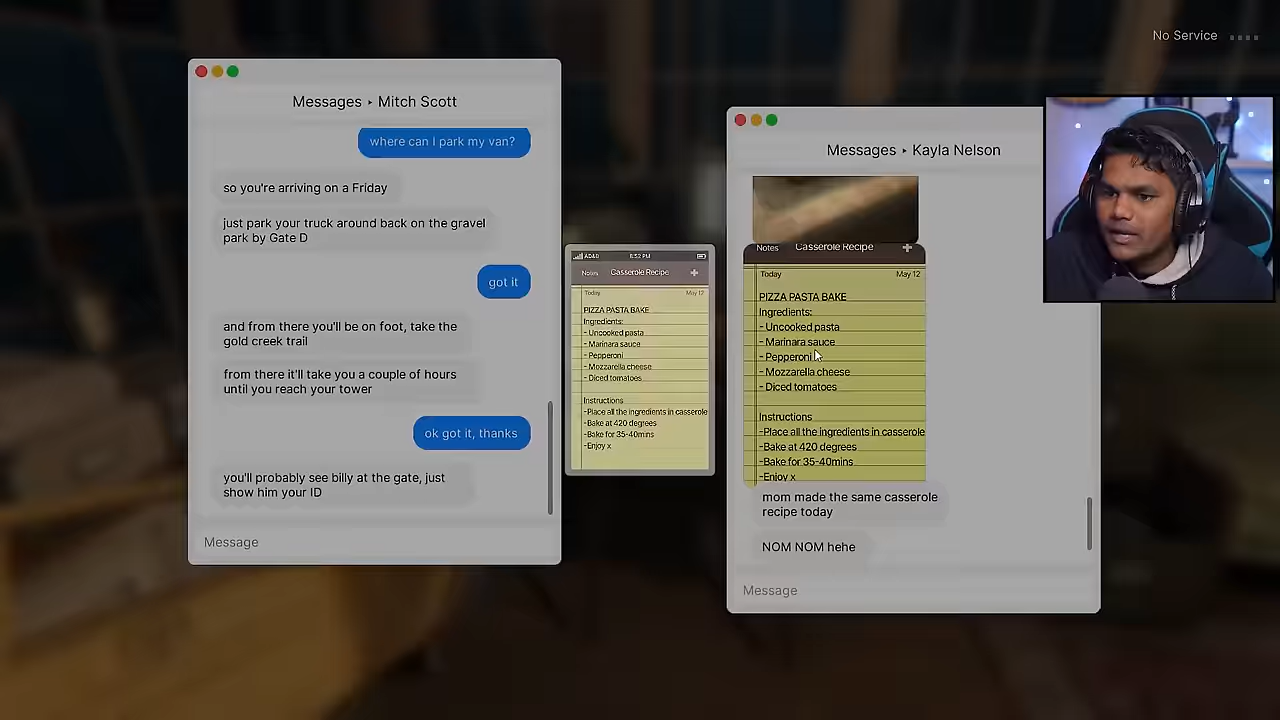 No Service
Messages ▸ Mitch Scott
where can I park my van?
so you're arriving on a Friday
just park your truck around back on the gravel
park by Gate D
got it
and from there you'll be on foot, take the
gold creek trail
from there it'll take you a couple of hours
until you reach your tower
ok got it, thanks
you'll probably see billy at the gate, just
show him your ID
Message
8:52 PM
Notes Casserole Recipe +
Today May 12
PIZZA PASTA BAKE
Ingredients:
- Uncooked pasta
- Marinara sauce
- Pepperoni
- Mozzarella cheese
- Diced tomatoes
Instructions
-Place all the ingredients in casserole
-Bake at 420 degrees
-Bake for 35-40mins
-Enjoy x
Messages ▸ Kayla Nelson
Notes Casserole Recipe +
Today May 12
PIZZA PASTA BAKE
Ingredients:
- Uncooked pasta
- Marinara sauce
- Pepperoni
- Mozzarella cheese
- Diced tomatoes
Instructions
-Place all the ingredients in casserole
-Bake at 420 degrees
-Bake for 35-40mins
-Enjoy x
mom made the same casserole
recipe today
NOM NOM hehe
Message